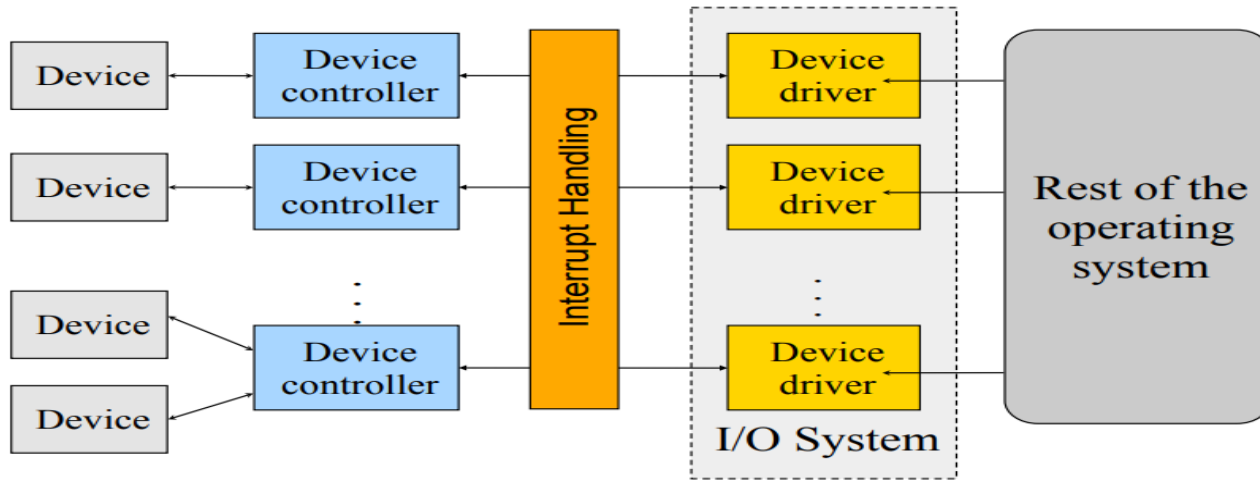 Device
Device
controller
Interrupt Handling
Device
driver
Rest of the
operating
system
Device
Device
controller
Device
driver
Device
Device
Device
controller
Device
driver
I/O System